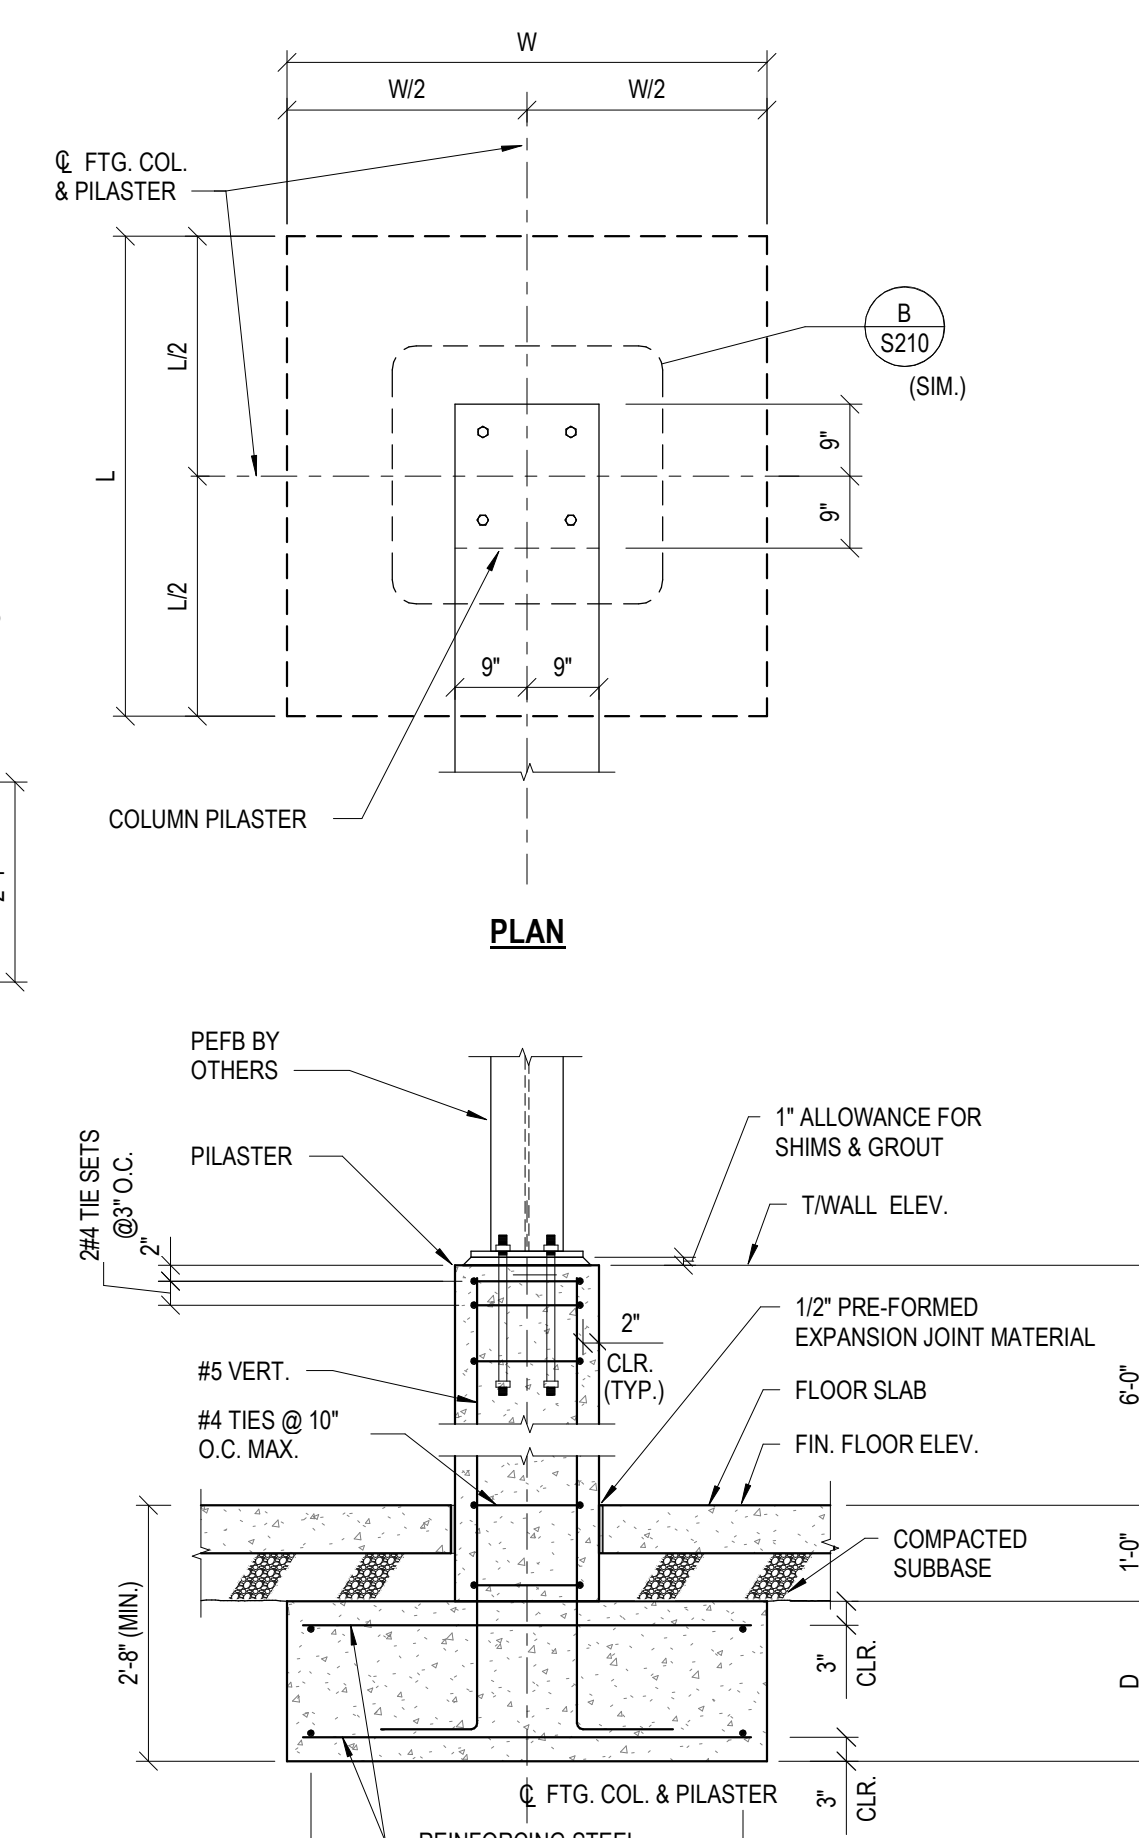 W
W/2
W/2
℄ FTG. COL.
& PILASTER
B
S210
(SIM.)
L/2
L
9"
9"
L/2
9"
9"
COLUMN PILASTER
PLAN
PEFB BY
OTHERS
1" ALLOWANCE FOR
SHIMS & GROUT
2#4 TIE SETS
@3" O.C.
PILASTER
T/WALL ELEV.
2"
1/2" PRE-FORMED
EXPANSION JOINT MATERIAL
2"
CLR.
(TYP.)
#5 VERT.
FLOOR SLAB
6'-0"
#4 TIES @ 10"
O.C. MAX.
FIN. FLOOR ELEV.
COMPACTED
SUBBASE
1'-0"
2'-8" (MIN.)
3"
CLR.
D
℄ FTG. COL. & PILASTER
3"
CLR.
REINFORCING STEEL